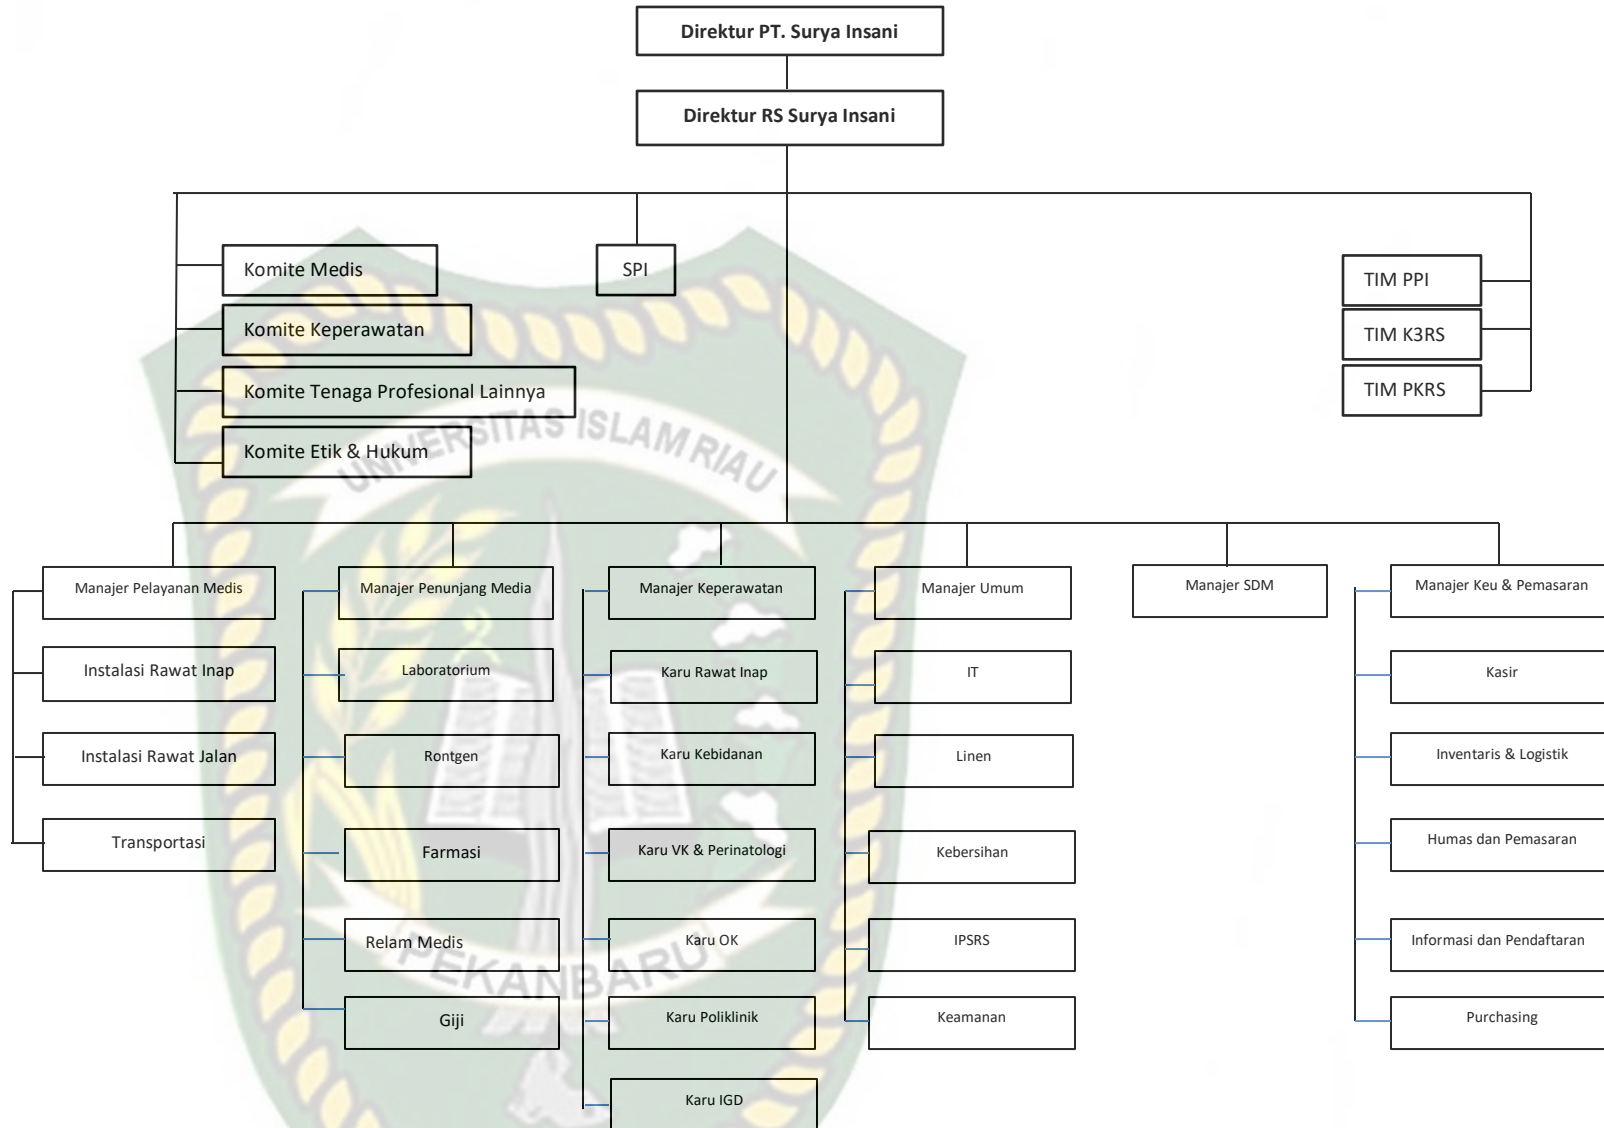 Direktur PT. Surya Insani
Direktur RS Surya Insani
Komite Medis
SPI
TIM PPI
Komite Keperawatan
TIM K3RS
Komite Tenaga Profesional Lainnya
TIM PKRS
Komite Etik & Hukum
UNIVERSITAS ISLAM RIAU
Manajer Pelayanan Medis
Manajer Penunjang Media
Manajer Keperawatan
Manajer Umum
Manajer SDM
Manajer Keu & Pemasaran
Instalasi Rawat Inap
Laboratorium
Karu Rawat Inap
IT
Kasir
Instalasi Rawat Jalan
Rontgen
Karu Kebidanan
Linen
Inventaris & Logistik
Transportasi
Farmasi
Karu VK & Perinatologi
Kebersihan
Humas dan Pemasaran
Relam Medis
Karu OK
IPSRS
Informasi dan Pendaftaran
PEKANBARU
Giji
Karu Poliklinik
Keamanan
Purchasing
Karu IGD